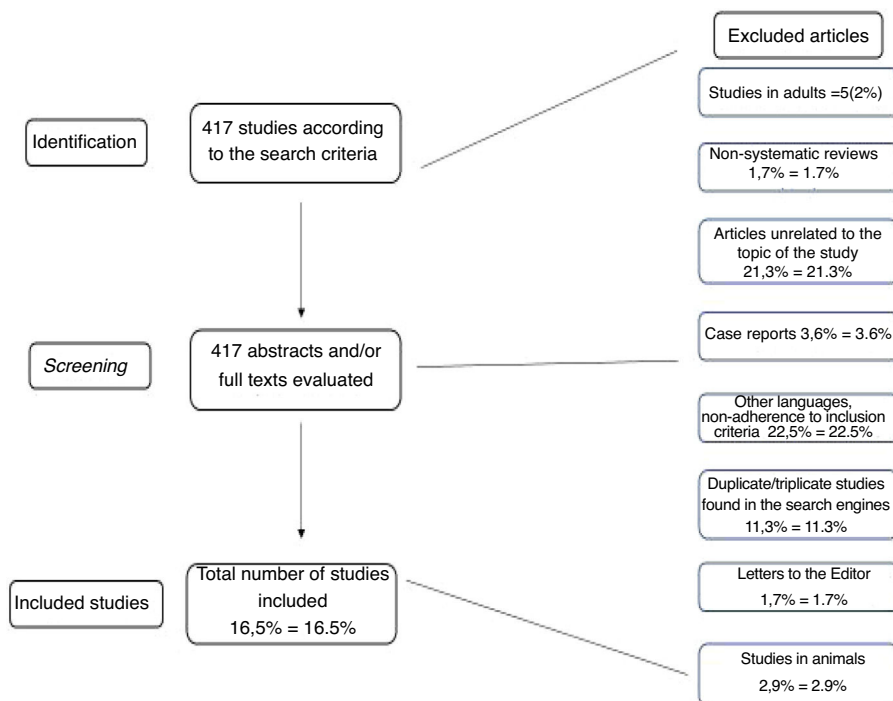 Identification
417 studies according
to the search criteria
Screening
417 abstracts and/or
full texts evaluated
Included studies
Total number of studies
included
16,5% = 16.5%
Excluded articles
Studies in adults =5(2%)
Non-systematic reviews
1,7% = 1.7%
Articles unrelated to the
topic of the study
21,3% = 21.3%
Case reports 3,6% = 3.6%
Other languages,
non-adherence to inclusion
criteria 22,5% = 22.5%
Duplicate/triplicate studies
found in the search engines
11,3% = 11.3%
Letters to the Editor
1,7% = 1.7%
Studies in animals
2,9% = 2.9%